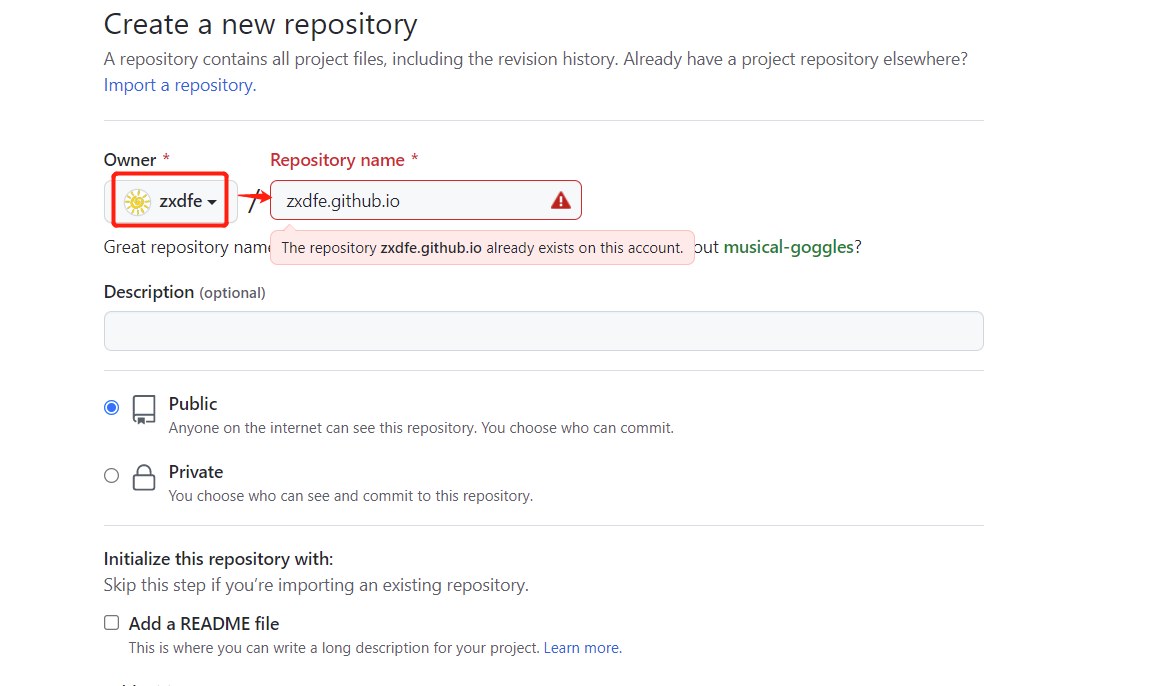 Create a new repository
A repository contains all project files, including the revision history. Already have a project repository elsewhere?
Import a repository.
Owner * Repository name *
zxdfe / zxdfe.github.io
The repository zxdfe.github.io already exists on this account.
Great repository name out musical-goggles?
Description (optional)
Public
Anyone on the internet can see this repository. You choose who can commit.
Private
You choose who can see and commit to this repository.
Initialize this repository with:
Skip this step if you're importing an existing repository.
Add a README file
This is where you can write a long description for your project. Learn more.